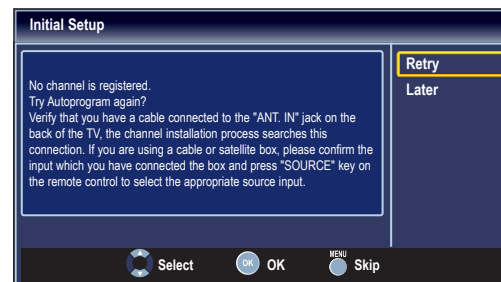 Initial Setup
No channel is registered.
Try Autoprogram again?
Verify that you have a cable connected to the "ANT. IN" jack on the
back of the TV, the channel installation process searches this
connection. If you are using a cable or satellite box, please confirm the
input which you have connected the box and press "SOURCE" key on
the remote control to select the appropriate source input.
Retry
Later
Select
OK OK
MENU Skip